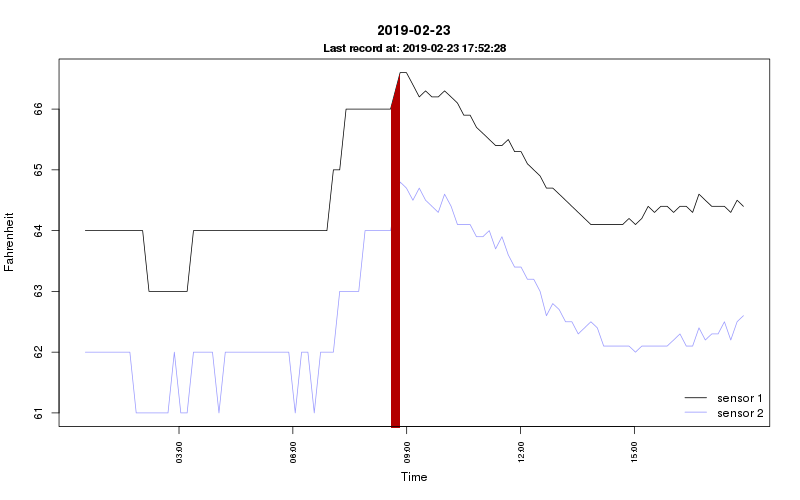 2019-02-23
Last record at: 2019-02-23 17:52:28
Fahrenheit
66
65
64
63
62
61
sensor 1
sensor 2
03:00 06:00 09:00 12:00 15:00
Time